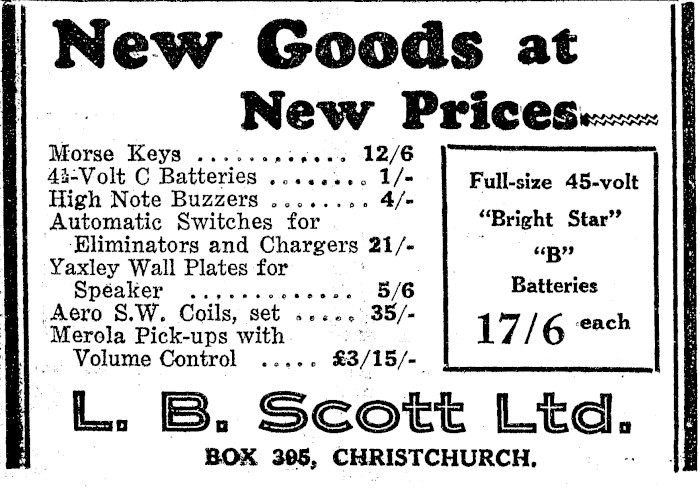 New Goods at
New Prices
Morse Keys ............ 12/6
4½-Volt C Batteries ........ 1/-
High Note Buzzers ........ 4/-
Automatic Switches for
Eliminators and Chargers 21/-
Yaxley Wall Plates for
Speaker ............. 5/6
Aero S.W. Coils, set ..... 35/-
Merola Pick-ups with
Volume Control ..... £3/15/-
Full-size 45-volt
"Bright Star"
"B"
Batteries
17/6 each
L. B. Scott Ltd.
BOX 395, CHRISTCHURCH.